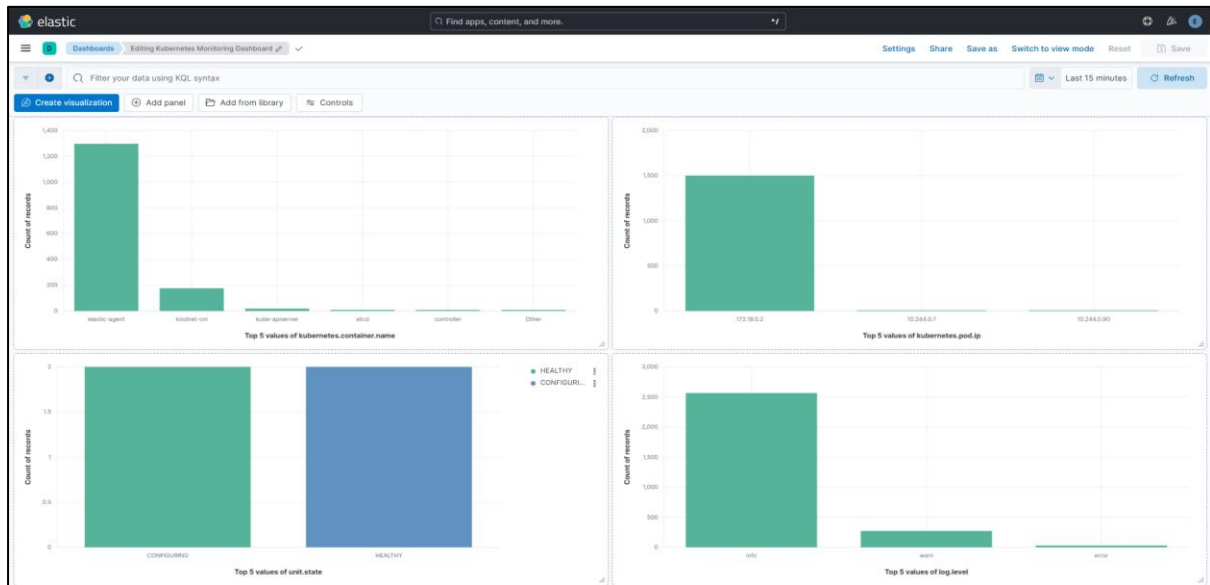 elastic
Find apps, content, and more.
*/
E
D
Dashboards
Editing Kubernetes Monitoring Dashboard
Settings
Share
Save as
Switch to view mode
Reset
Save
Filter your data using KQL syntax
Last 15 minutes
Refresh
Create visualization
Add panel
Add from library
Controls
1,400
1,200
1,000
800
600
400
200
0
Count of records
elastic-agent
kindnet-cni
kube-apiserver
etcd
controller
Other
Top 5 values of kubernetes.container.name
2,000
1,500
1,000
500
0
Count of records
172.18.0.2
10.244.0.7
10.244.0.90
Top 5 values of kubernetes.pod.ip
2
1.5
1
0.5
0
Count of records
CONFIGURING
HEALTHY
Top 5 values of unit.state
HEALTHY
CONFIGURI...
3,000
2,500
2,000
1,500
1,000
500
0
Count of records
info
warn
error
Top 5 values of log.level